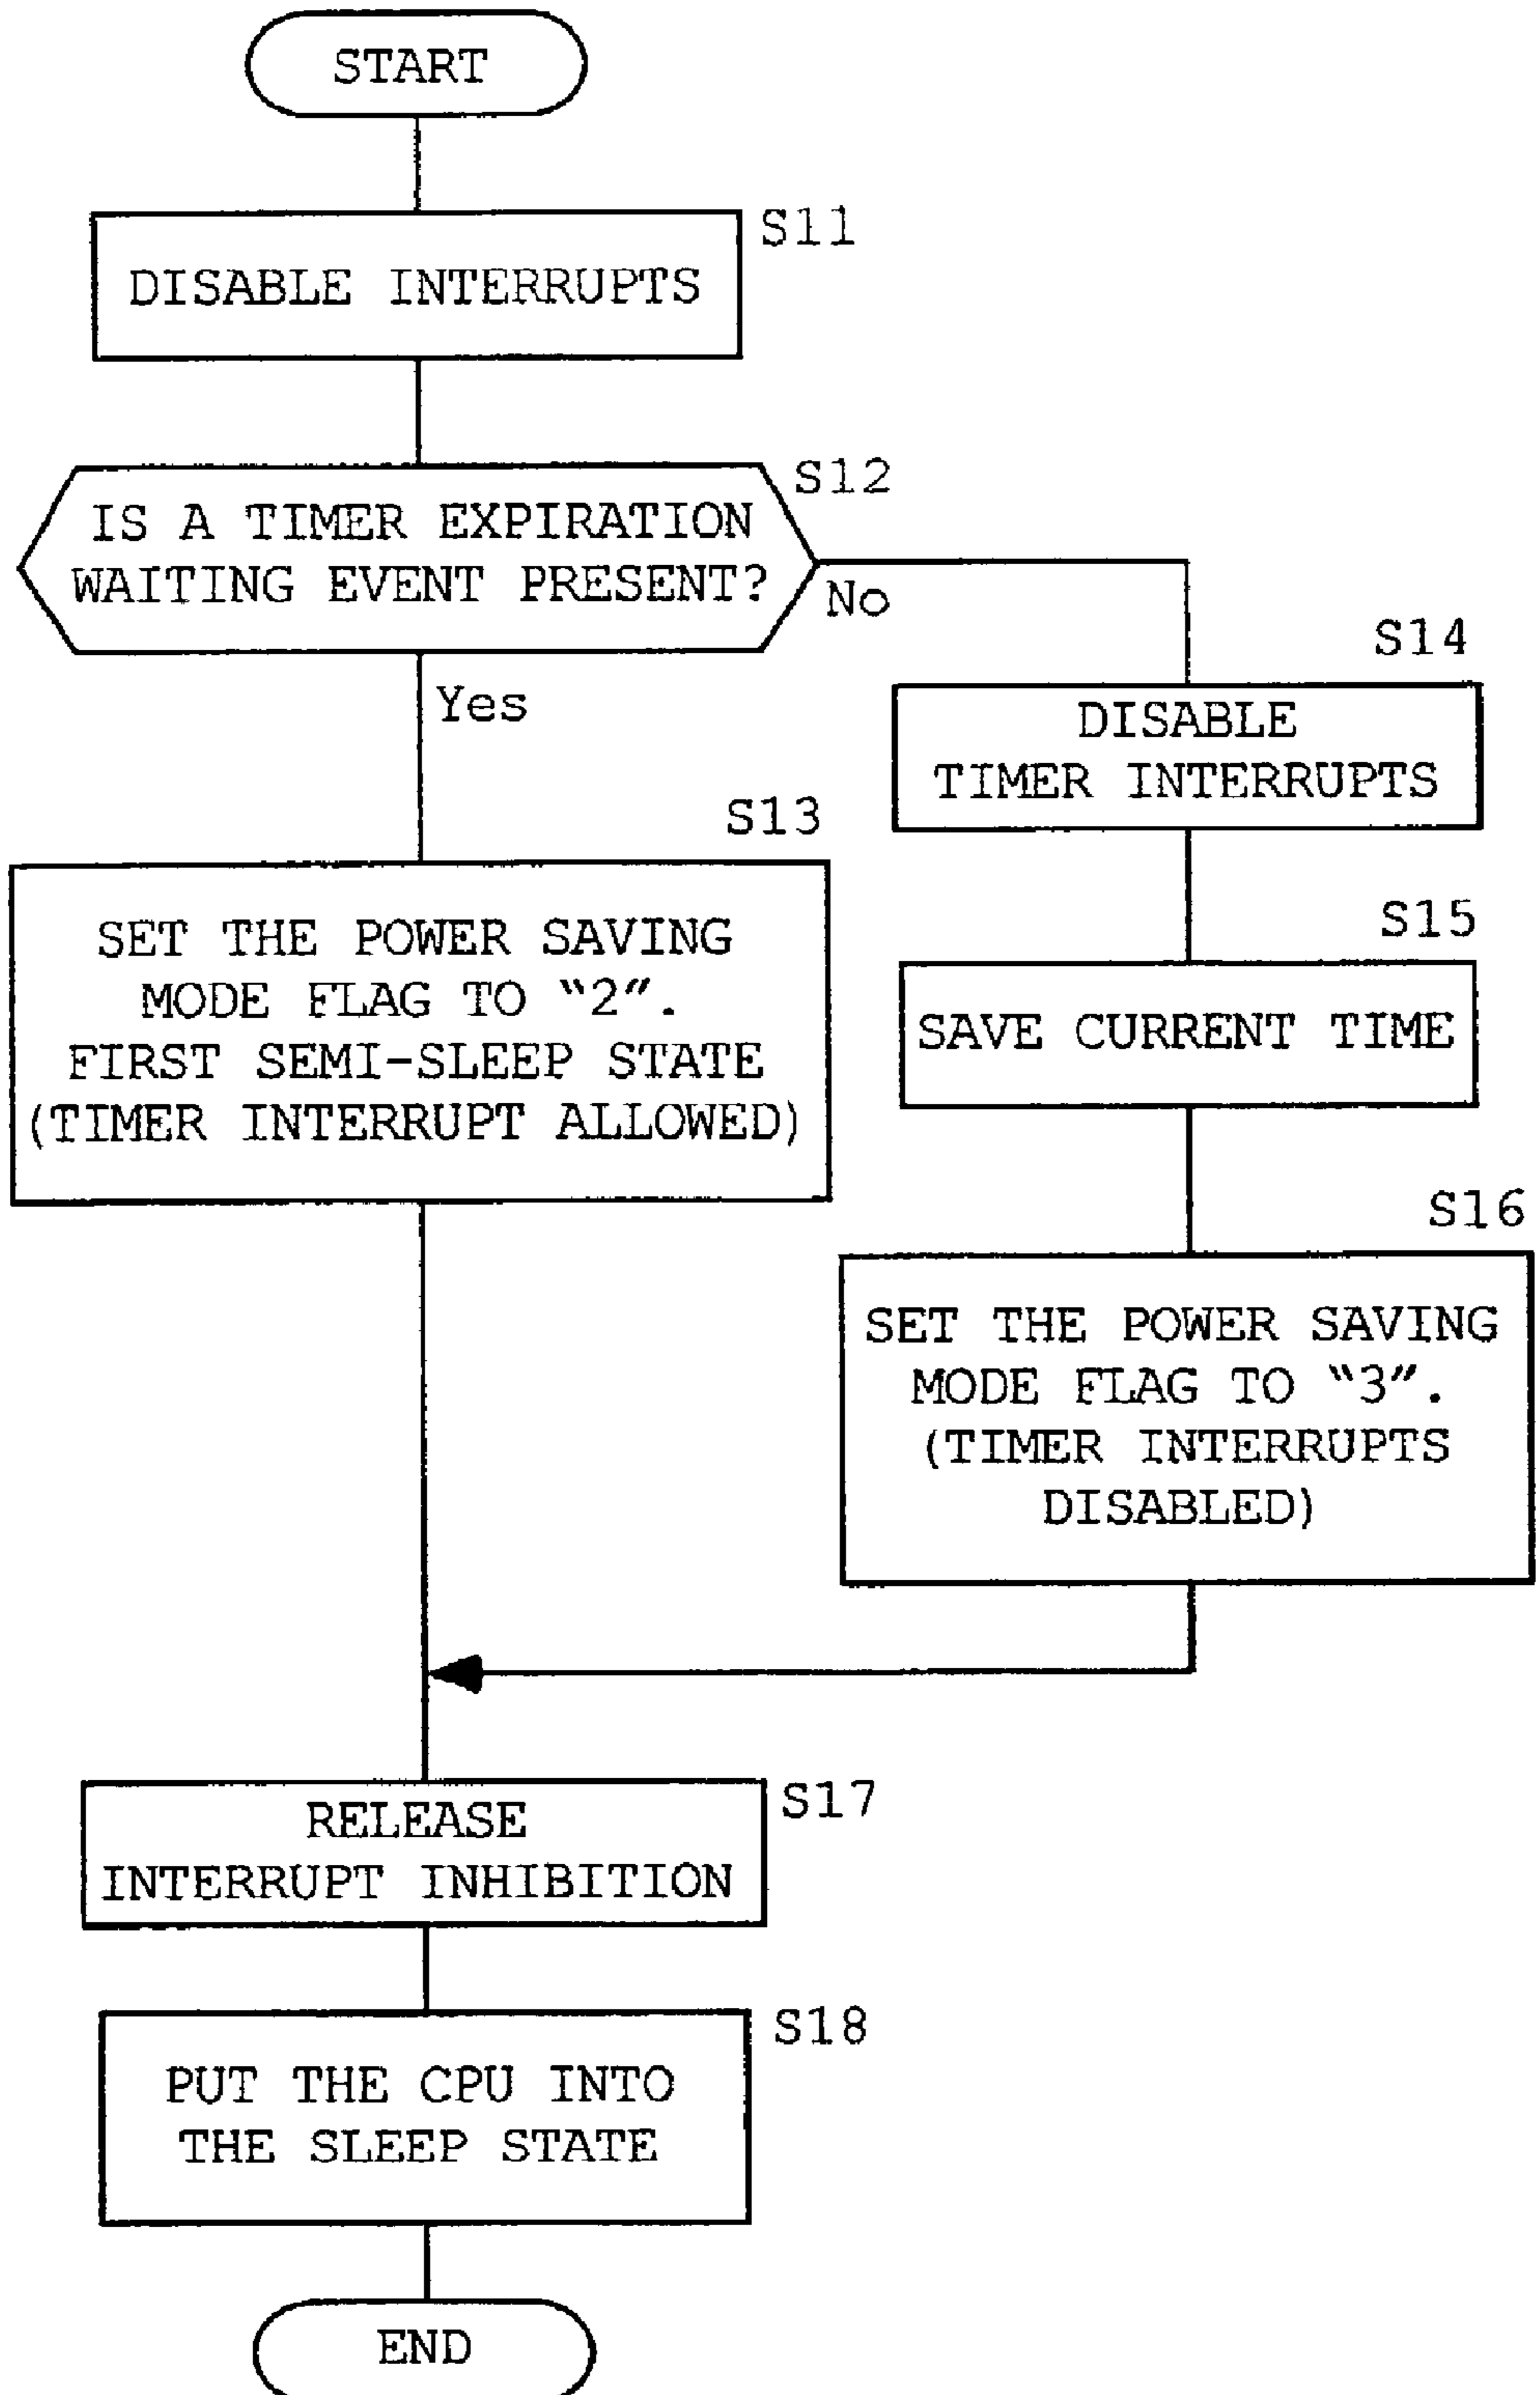 START
S11
DISABLE INTERRUPTS
S12
IS A TIMER EXPIRATION
WAITING EVENT PRESENT?
No
Yes
S14
DISABLE
TIMER INTERRUPTS
S13
SET THE POWER SAVING
MODE FLAG TO “2”.
FIRST SEMI-SLEEP STATE
(TIMER INTERRUPT ALLOWED)
S15
SAVE CURRENT TIME
S16
SET THE POWER SAVING
MODE FLAG TO “3”.
(TIMER INTERRUPTS
DISABLED)
S17
RELEASE
INTERRUPT INHIBITION
S18
PUT THE CPU INTO
THE SLEEP STATE
END